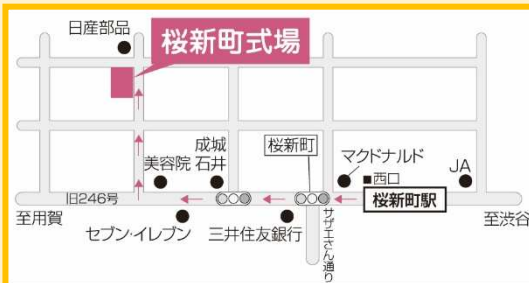 日産部品
桜新町式場
成城
石井
美容院
桜新町
マクドナルド
■西口
JA
旧246号
桜新町駅
至用賀
至渋谷
セブン・イレブン
三井住友銀行
サザエさん通り